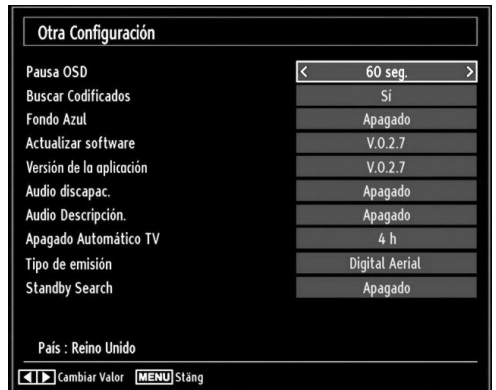 Otra Configuración
Pausa OSD < 60 seg. >
Buscar Codificados Sí
Fondo Azul Apagado
Actualizar software V.0.2.7
Versión de la aplicación V.0.2.7
Audio discapac. Apagado
Audio Descripción. Apagado
Apagado Automático TV 4 h
Tipo de emisión Digital Aerial
Standby Search Apagado
País : Reino Unido
Cambiar Valor MENU Stäng